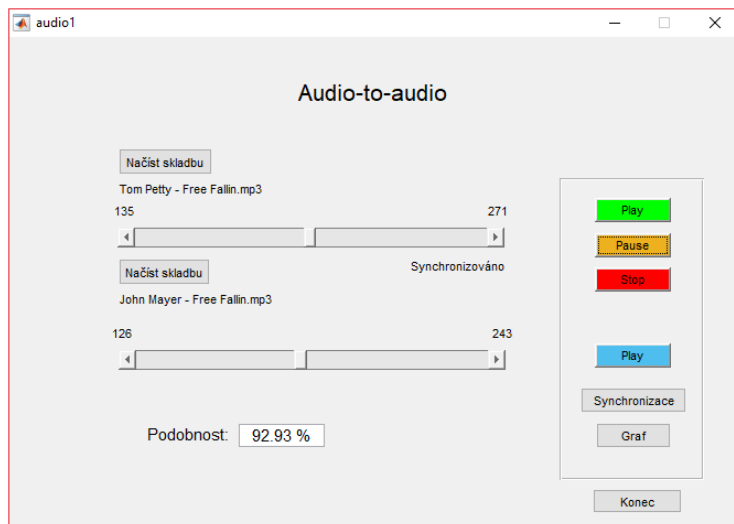 audio1
Audio-to-audio
Načíst skladbu
Tom Petty - Free Fallin.mp3
135 271
Synchronizováno
Načíst skladbu
John Mayer - Free Fallin.mp3
126 243
Podobnost: 92.93 %
Play
Pause
Stop
Play
Synchronizace
Graf
Konec